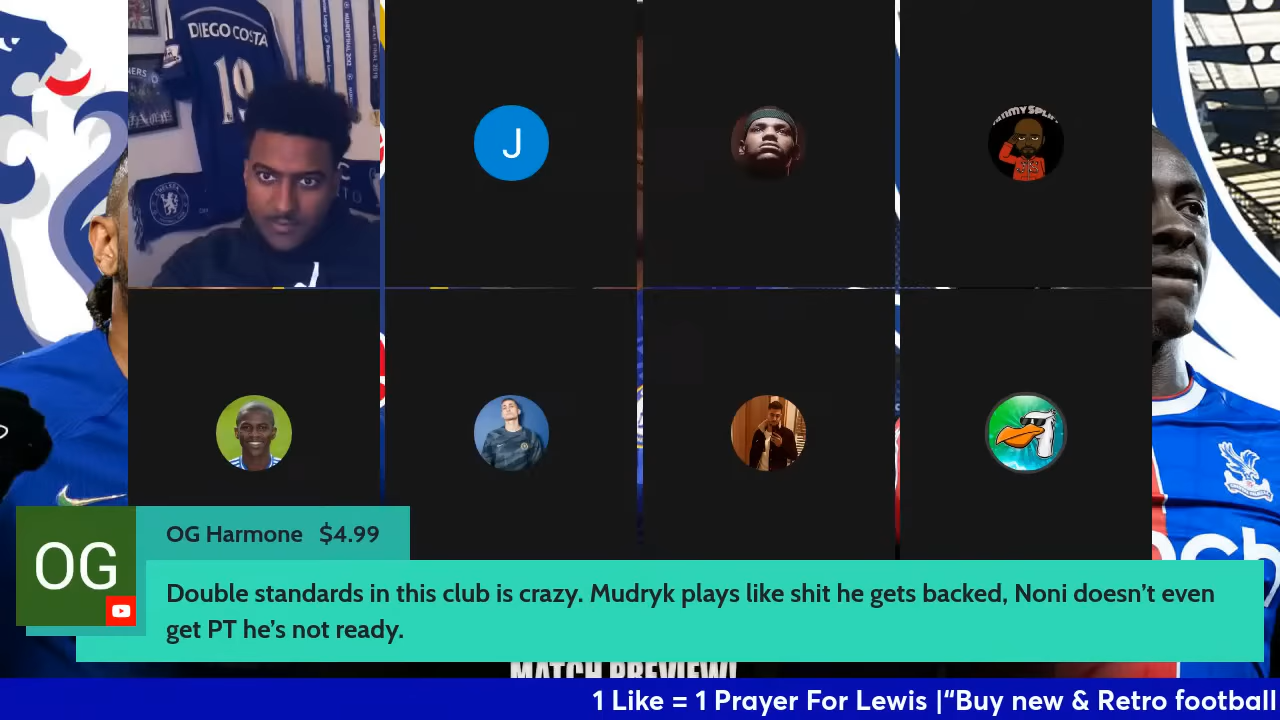 DIEGO COSTA
19
CHELSEA
J
OG
OG Harmone $4.99
Double standards in this club is crazy. Mudryk plays like shit he gets backed, Noni doesn't even
get PT he's not ready.
MATCH PREVIEW!
1 Like = 1 Prayer For Lewis |“Buy new & Retro football